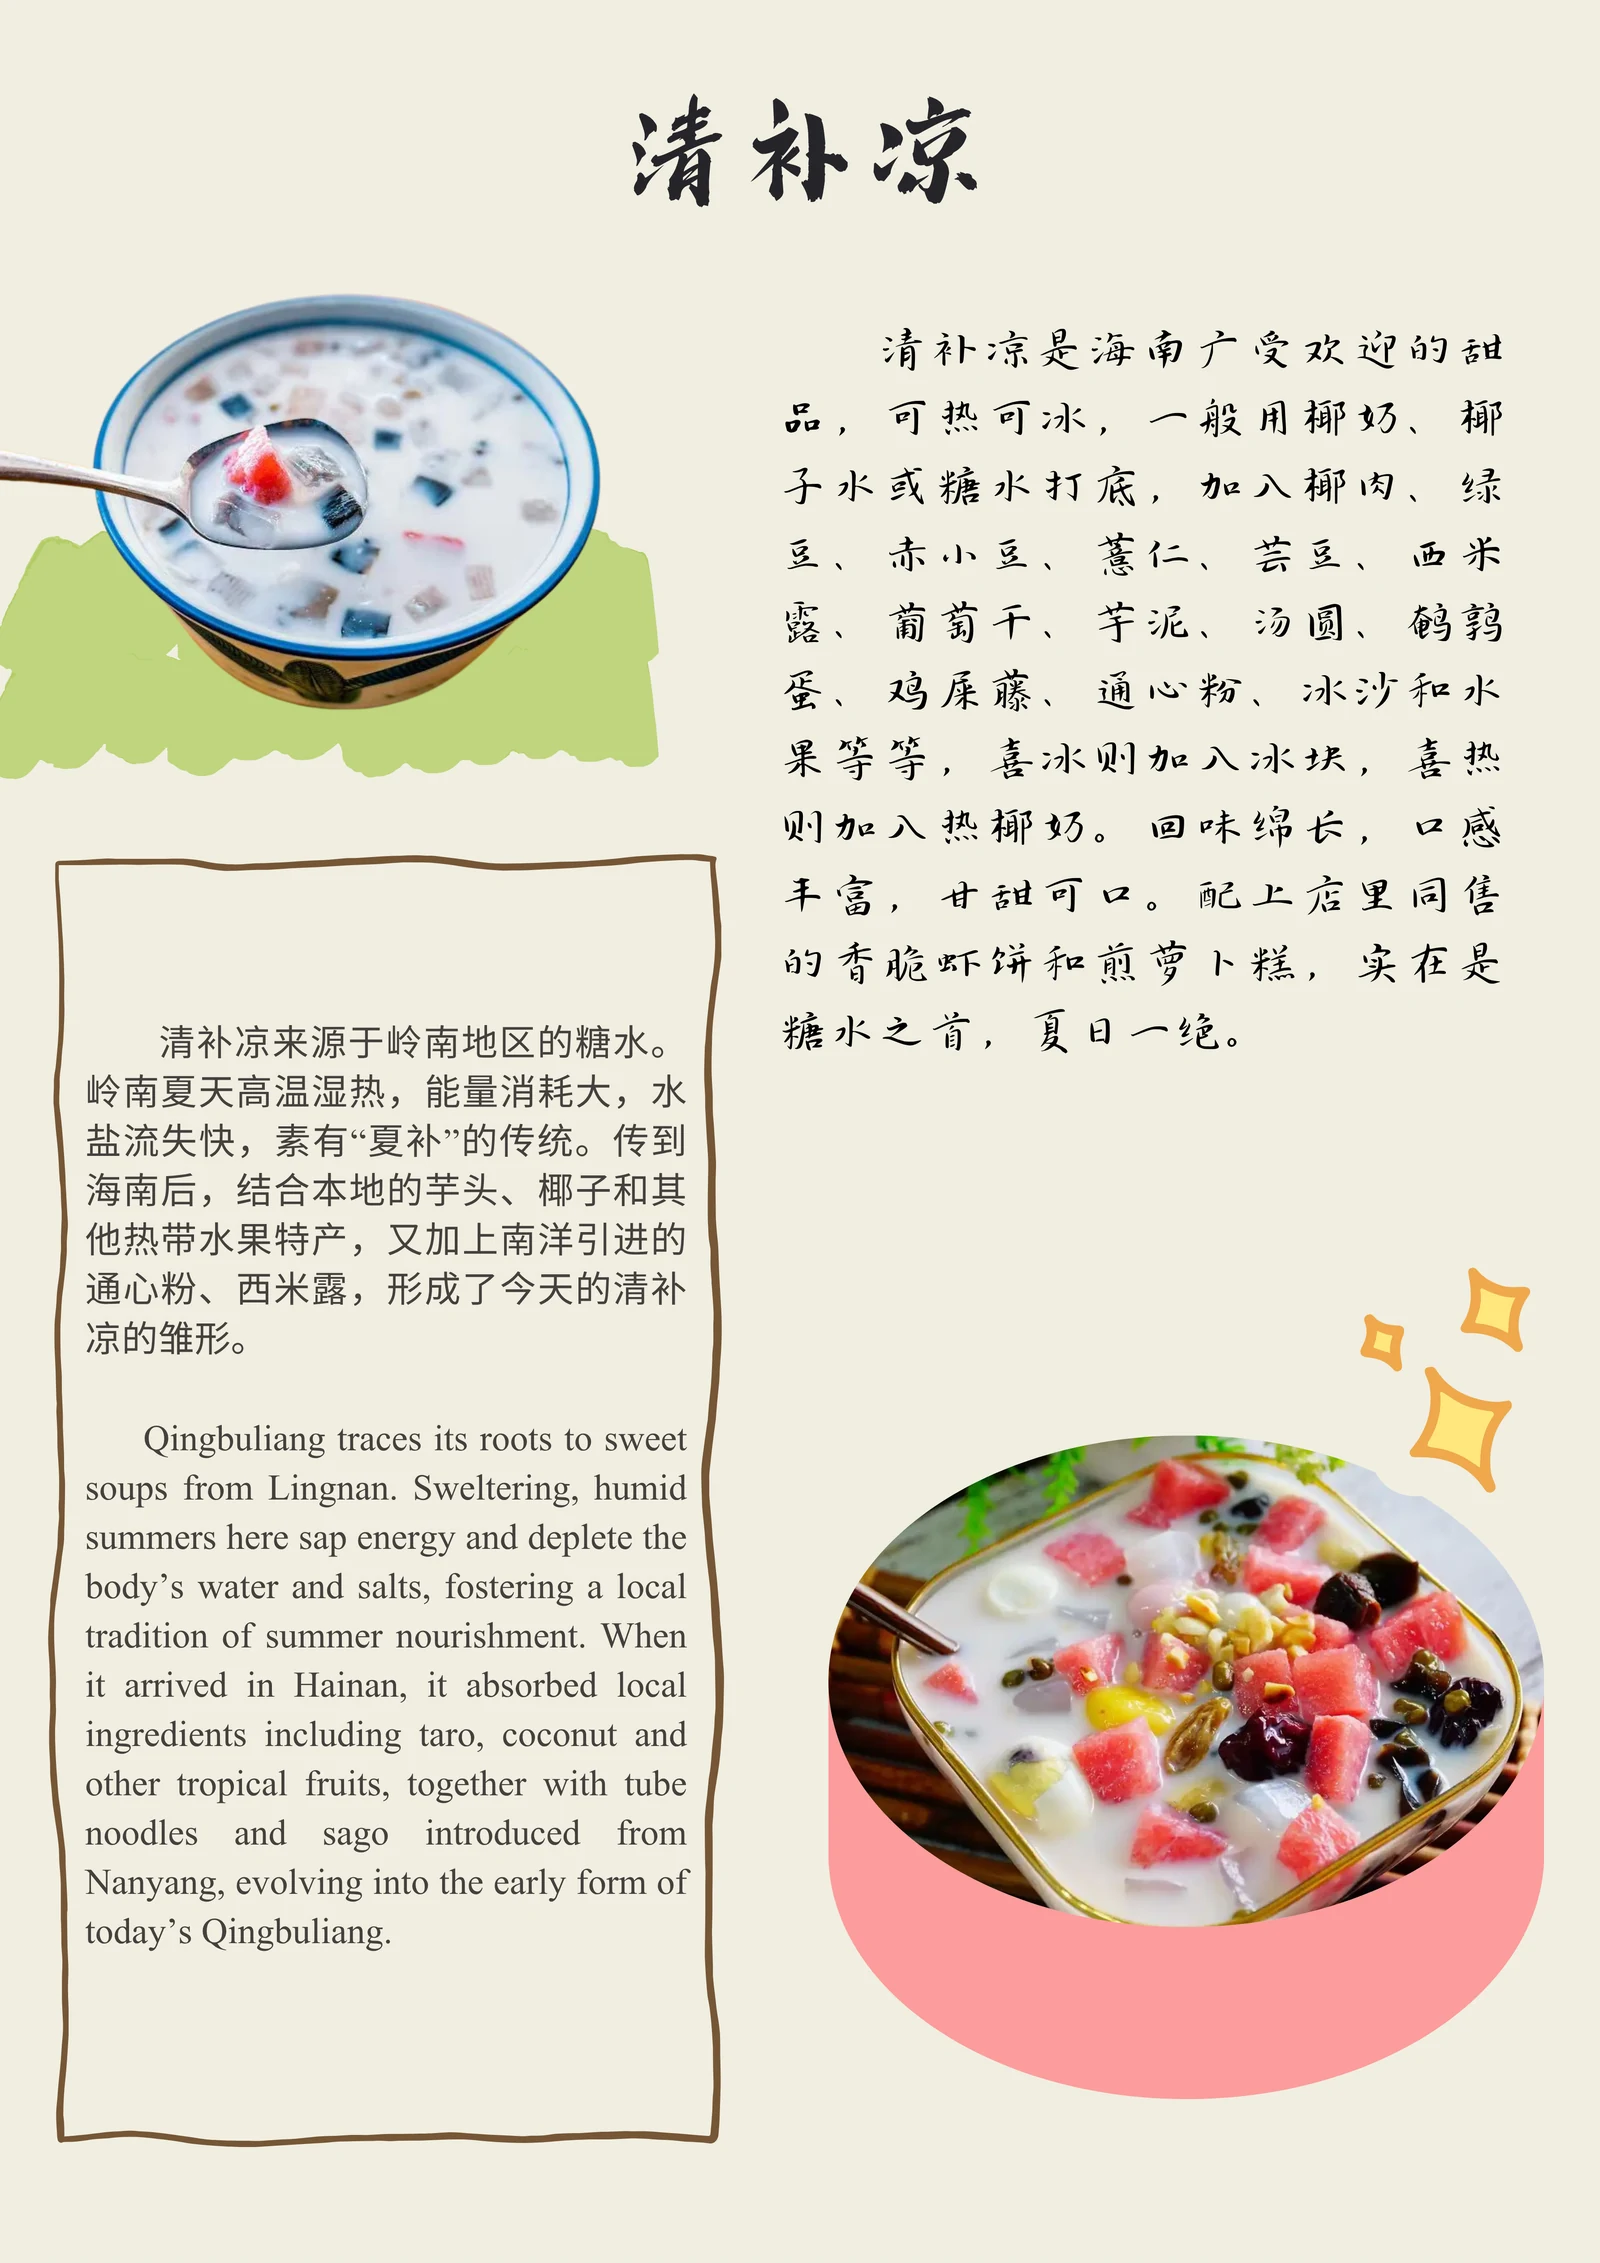 清补凉
清补凉是海南广受欢迎的甜
品，可热可冰，一般用椰奶、椰
子水或糖水打底，加入椰肉、绿
豆、赤小豆、薏仁、芸豆、西米
露、葡萄干、芋泥、汤圆、鹌鹑
蛋、鸡屎藤、通心粉、冰沙和水
果等等，喜冰则加入冰块，喜热
则加入热椰奶。回味绵长，口感
丰富，甘甜可口。配上店里同售
的香脆虾饼和煎萝卜糕，实在是
糖水之首，夏日一绝。
清补凉来源于岭南地区的糖水。
岭南夏天高温湿热，能量消耗大，水
盐流失快，素有“夏补”的传统。传到
海南后，结合本地的芋头、椰子和其
他热带水果特产，又加上南洋引进的
通心粉、西米露，形成了今天的清补
凉的雏形。
Qingbuliang traces its roots to sweet
soups from Lingnan. Sweltering, humid
summers here sap energy and deplete the
body’s water and salts, fostering a local
tradition of summer nourishment. When
it arrived in Hainan, it absorbed local
ingredients including taro, coconut and
other tropical fruits, together with tube
noodles and sago introduced from
Nanyang, evolving into the early form of
today’s Qingbuliang.